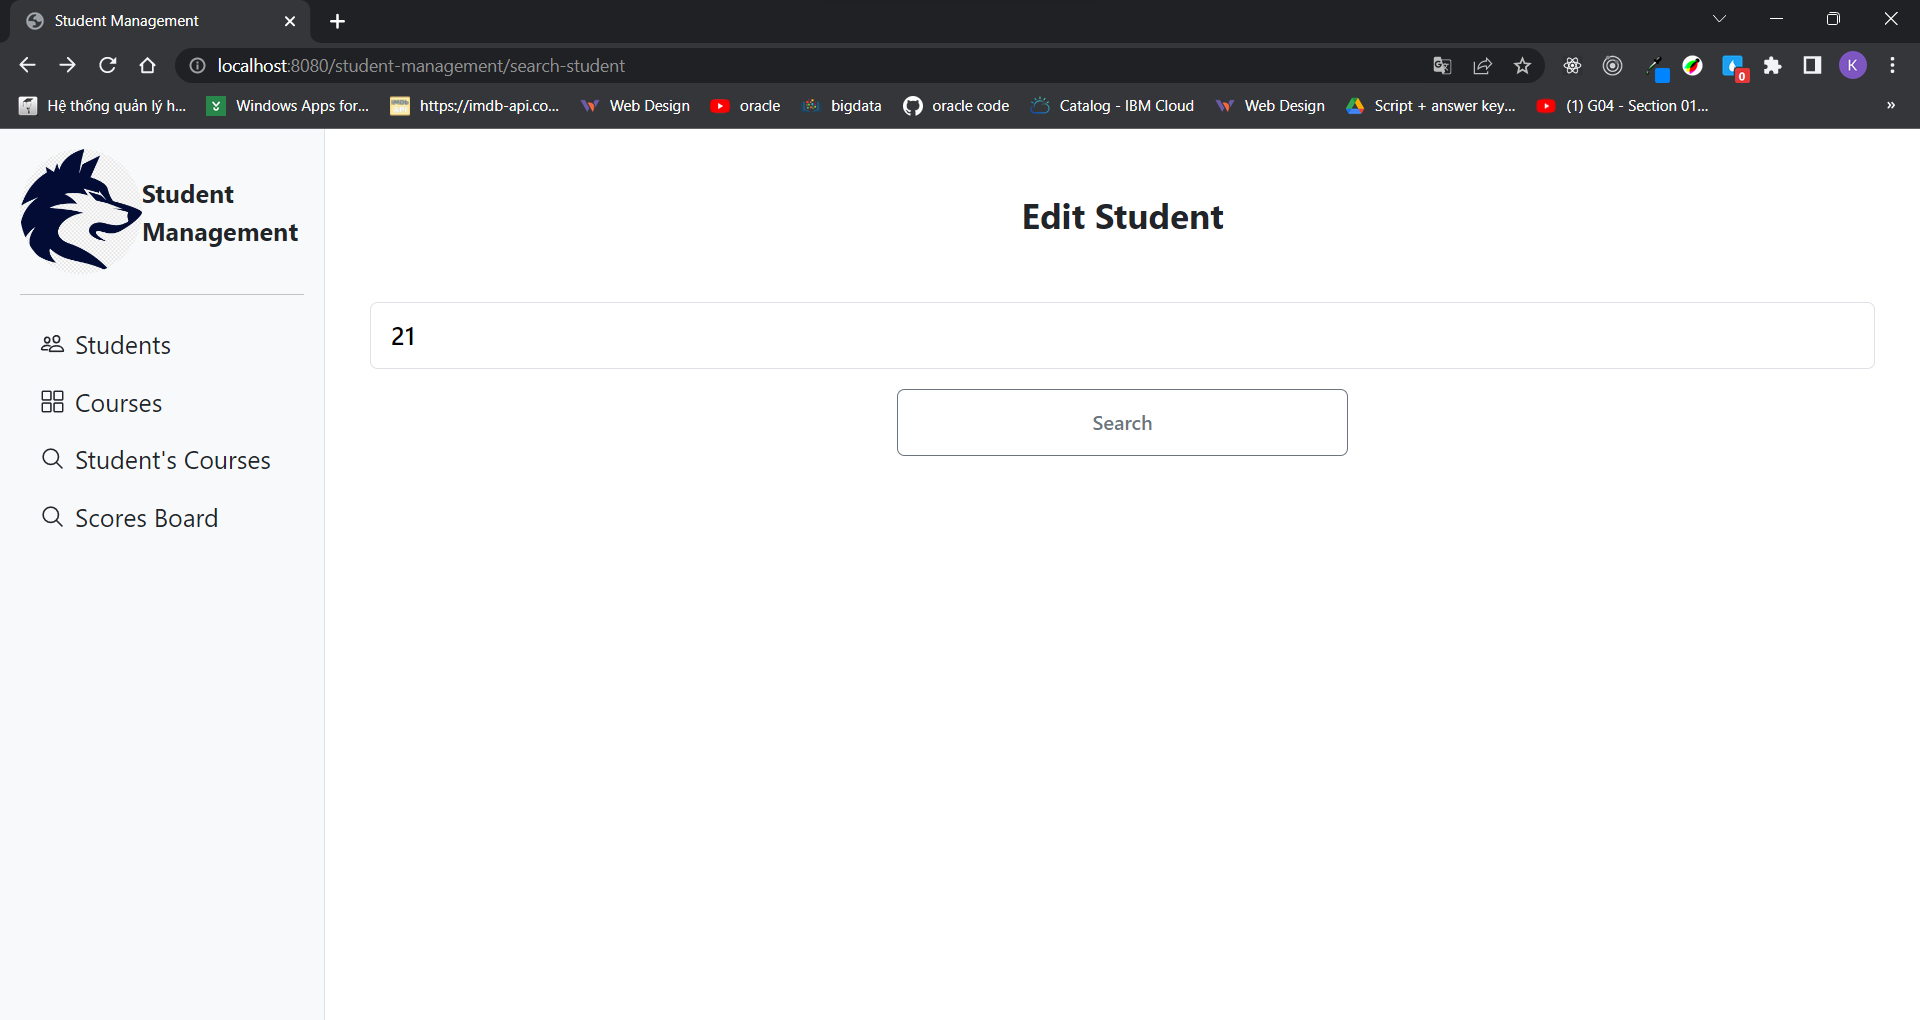 Student Management
localhost:8080/student-management/search-student
K
0
Hệ thống quản lý h...
Windows Apps for...
https://imdb-api.co...
Web Design
oracle
bigdata
oracle code
Catalog - IBM Cloud
Web Design
Script + answer key...
(1) G04 - Section 01...
»
Student
Management
Students
Courses
Student's Courses
Scores Board
Edit Student
21
Search